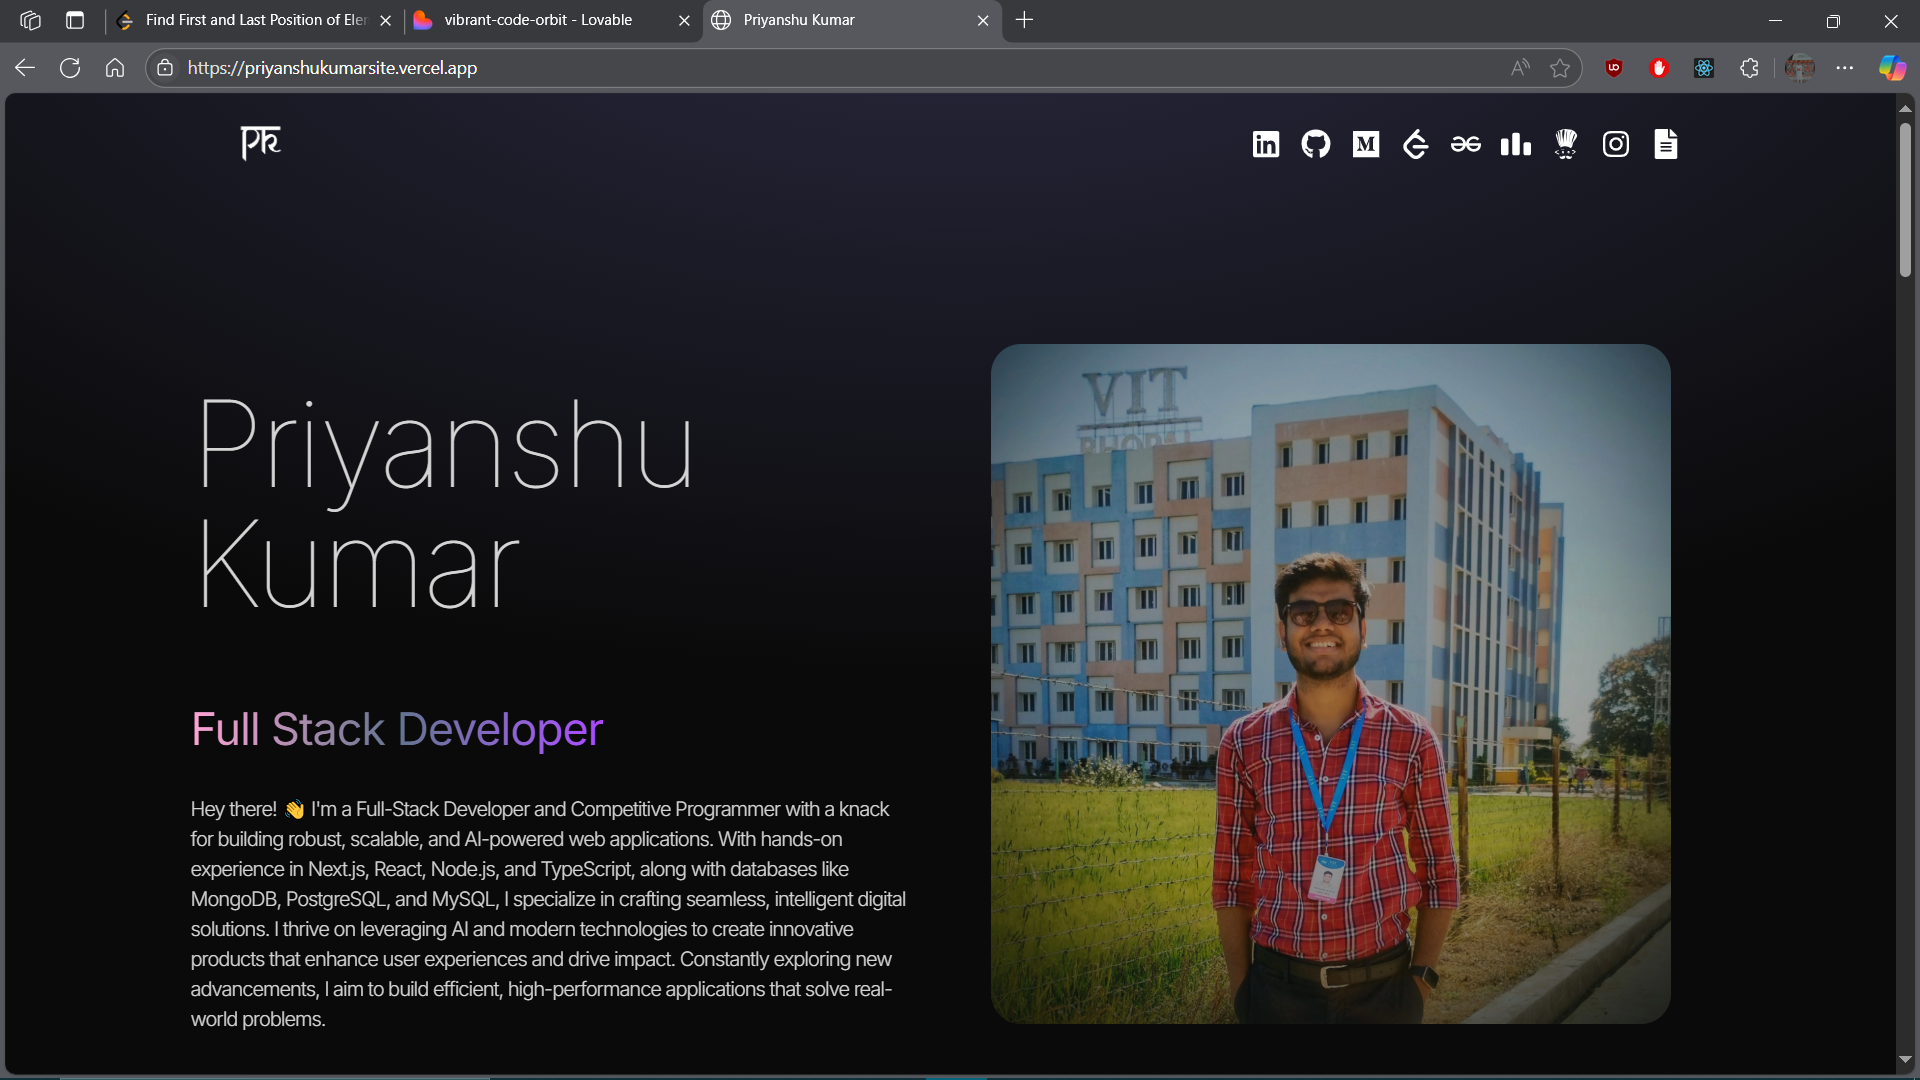 Find First and Last Position of Ele
vibrant-code-orbit - Lovable
Priyanshu Kumar
https://priyanshukumarsite.vercel.app
PK
in
M
VIT
BHOPAL
Priyanshu
Kumar
Full Stack Developer
Hey there! 👋 I'm a Full-Stack Developer and Competitive Programmer with a knack
for building robust, scalable, and AI-powered web applications. With hands-on
experience in Next.js, React, Node.js, and TypeScript, along with databases like
MongoDB, PostgreSQL, and MySQL, I specialize in crafting seamless, intelligent digital
solutions. I thrive on leveraging AI and modern technologies to create innovative
products that enhance user experiences and drive impact. Constantly exploring new
advancements, I aim to build efficient, high-performance applications that solve real-
world problems.